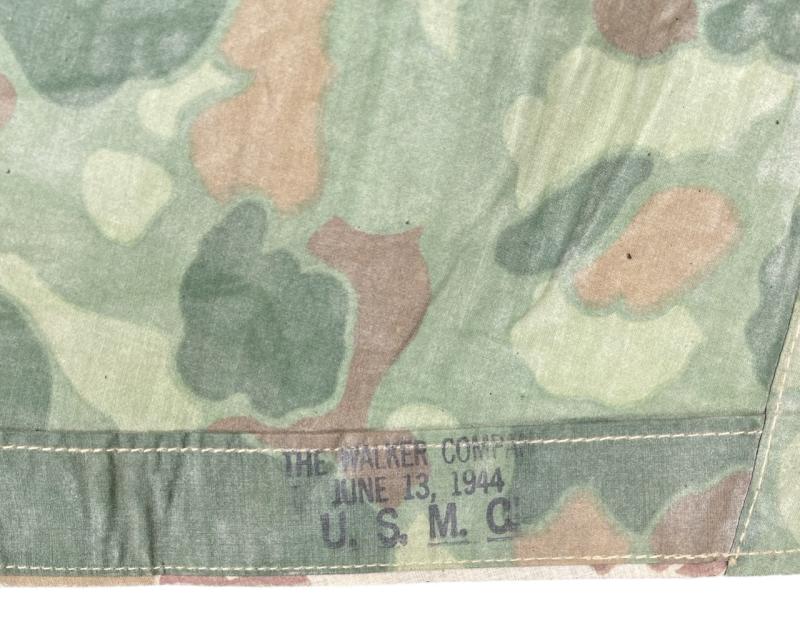 THE WALKER COMPANY
JUNE 13, 1944
U. S. M. C.